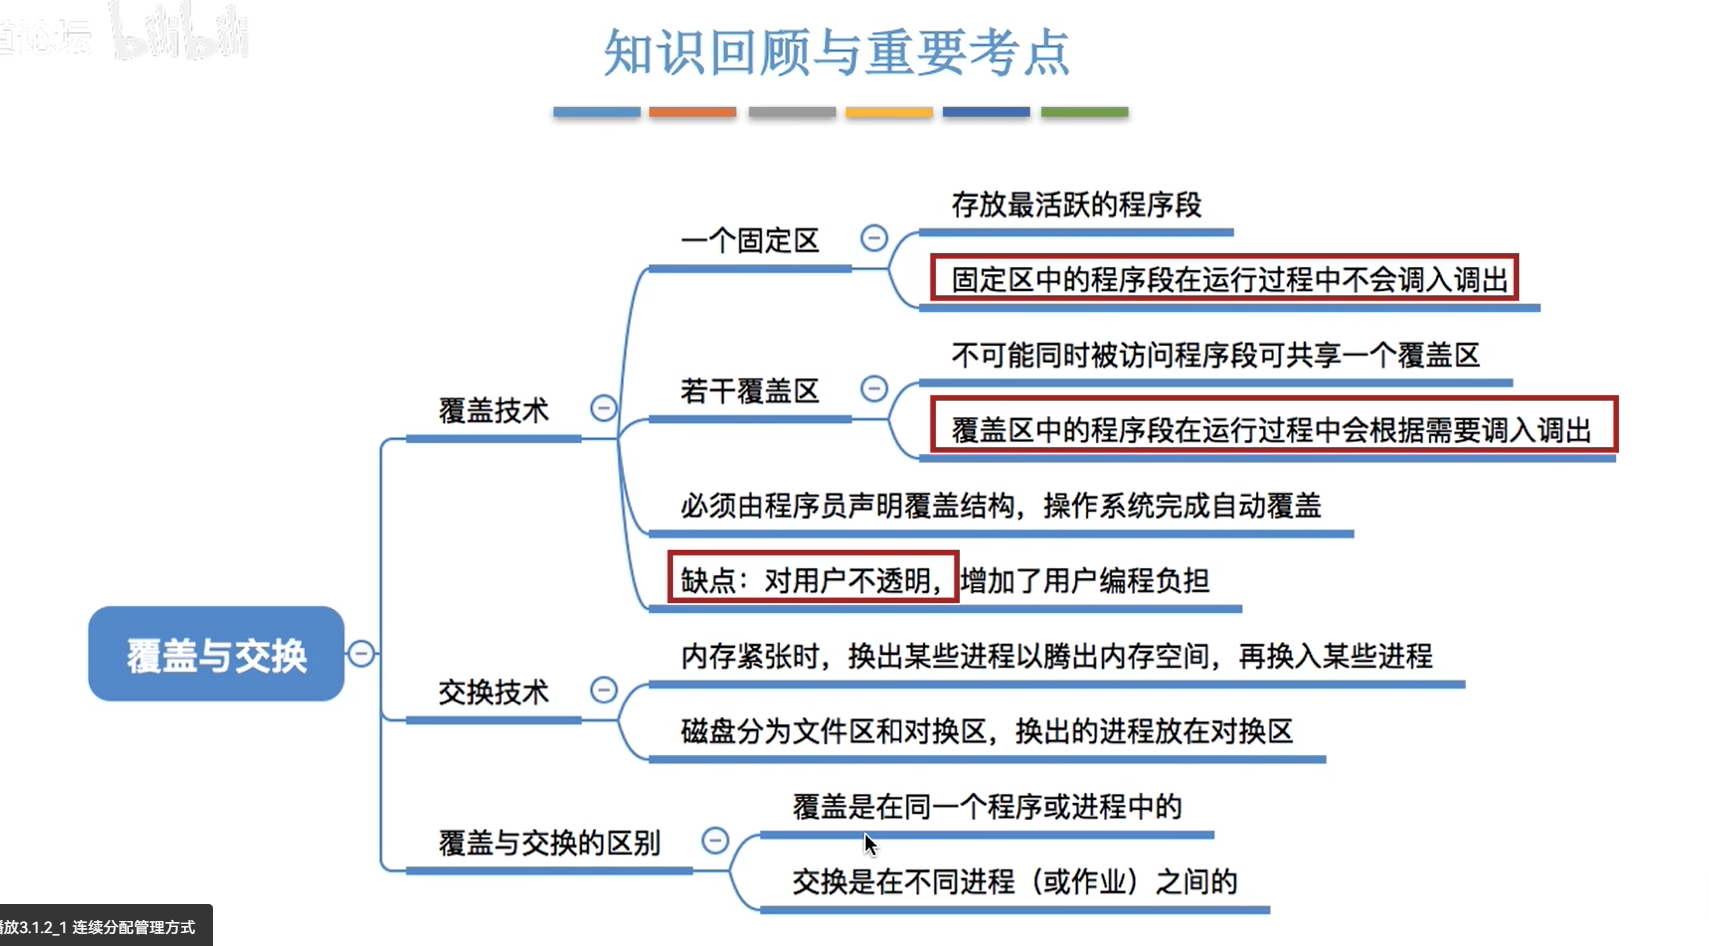 道论坛 bilibili
知识回顾与重要考点
存放最活跃的程序段
一个固定区
固定区中的程序段在运行过程中不会调入调出
不可能同时被访问程序段可共享一个覆盖区
若干覆盖区
覆盖技术
覆盖区中的程序段在运行过程中会根据需要调入调出
必须由程序员声明覆盖结构，操作系统完成自动覆盖
缺点：对用户不透明，增加了用户编程负担
覆盖与交换
内存紧张时，换出某些进程以腾出内存空间，再换入某些进程
交换技术
磁盘分为文件区和对换区，换出的进程放在对换区
覆盖是在同一个程序或进程中的
覆盖与交换的区别
交换是在不同进程（或作业）之间的
播放3.1.2_1 连续分配管理方式